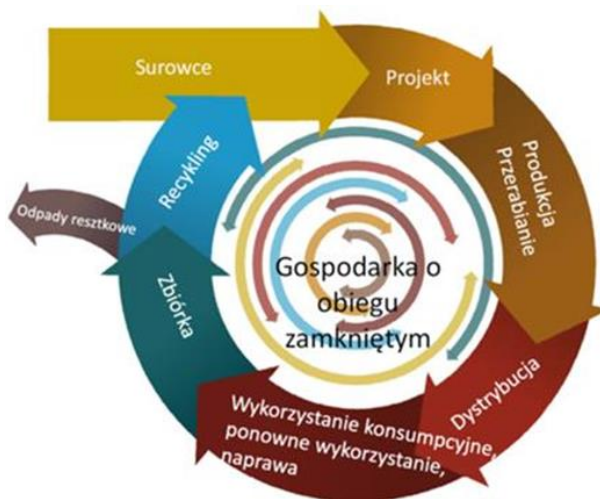 Surowce
Projekt
Produkcja
Przerabianie
Dystrybucja
Wykorzystanie konsumpcyjne,
ponowne wykorzystanie,
naprawa
Zbiórka
Recykling
Odpady resztkowe
Gospodarka o
obiegu
zamkniętym